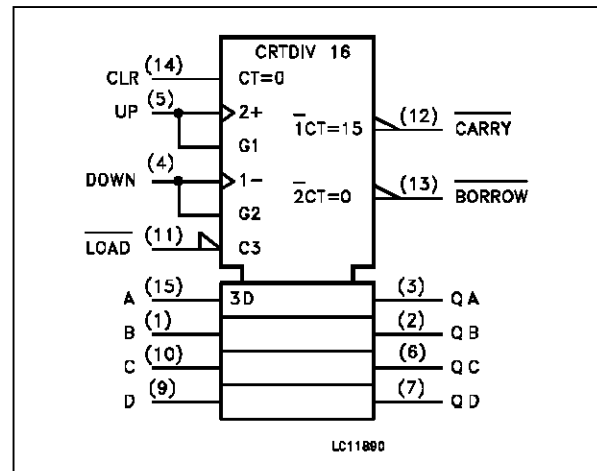 CRTDIV 16
CLR (14) CT=0
UP (5) 2+
1CT=15 (12) CARRY
G1
DOWN (4) 1-
2CT=0 (13) BORROW
G2
LOAD (11) C3
A (15) 3D (3) QA
B (1) (2) QB
C (10) (6) QC
D (9) (7) QD
LC11890